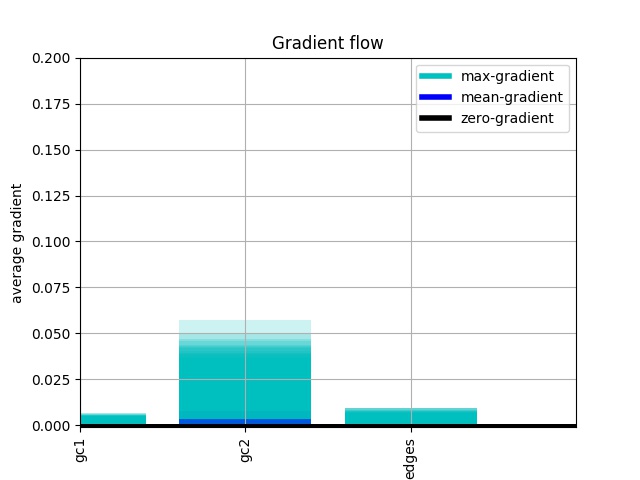 Gradient flow
max-gradient
mean-gradient
zero-gradient
average gradient
0.200
0.175
0.150
0.125
0.100
0.075
0.050
0.025
0.000
gc1
gc2
edges